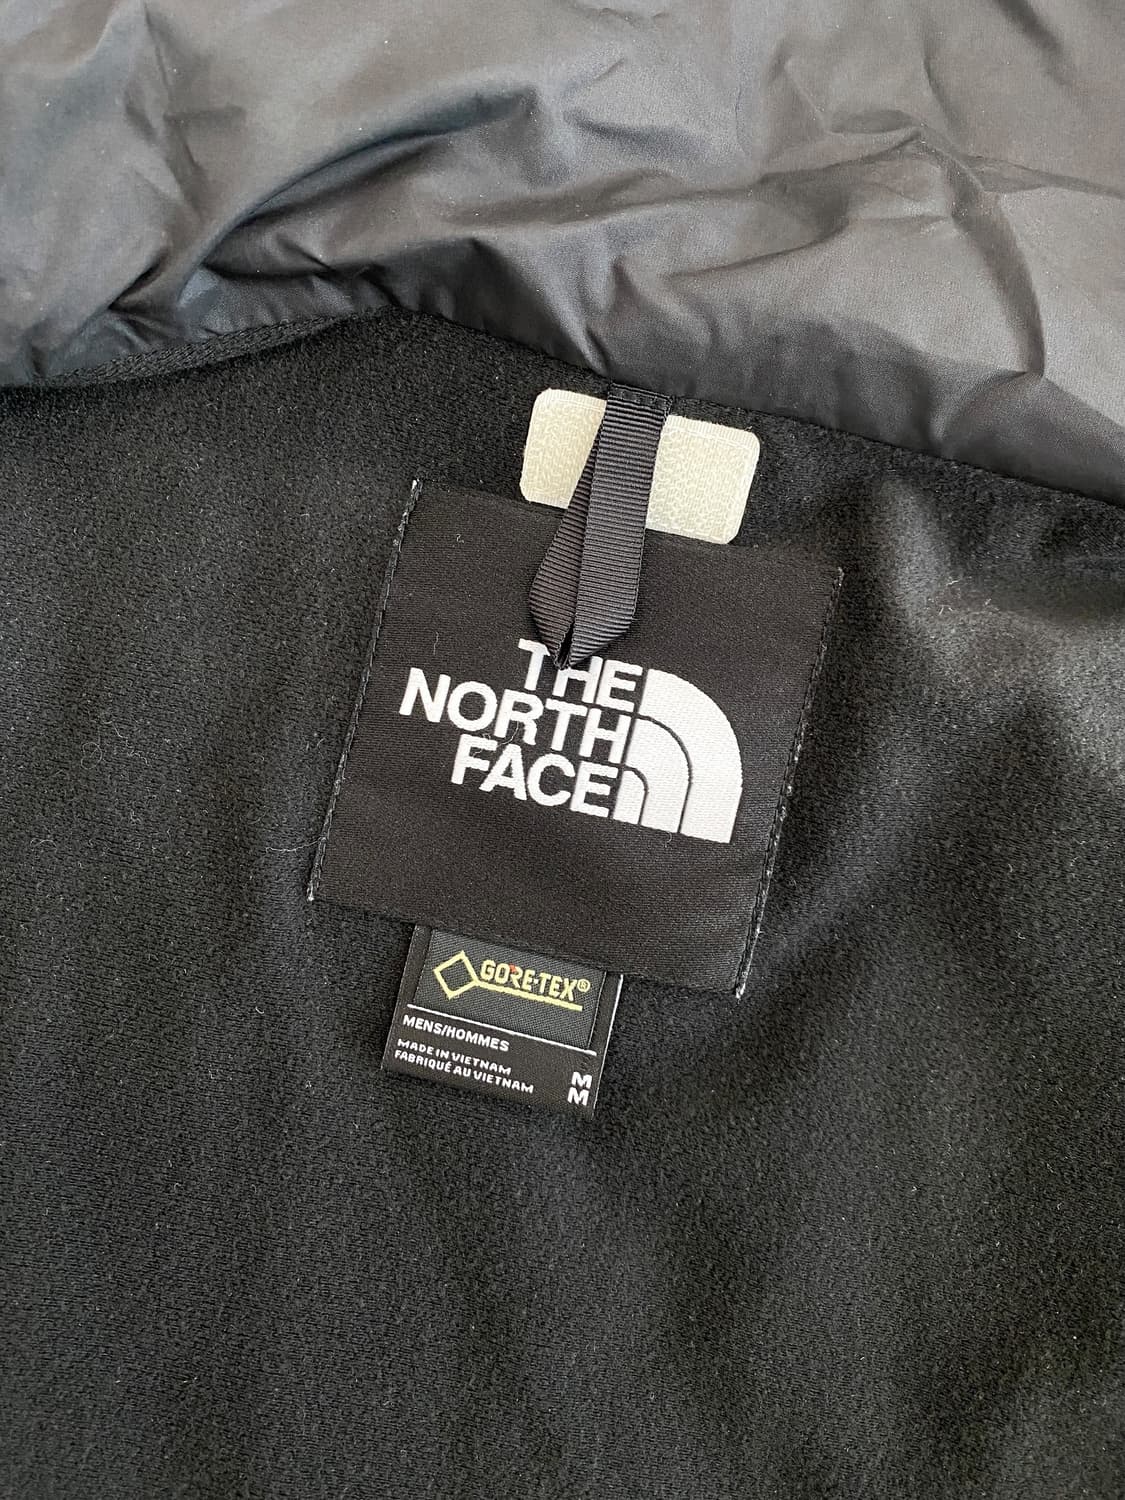 THE
NORTH
FACE
GORE-TEX®
MENS/HOMMES
MADE IN VIETNAM
FABRIQUÉ AU VIETNAM
M
M